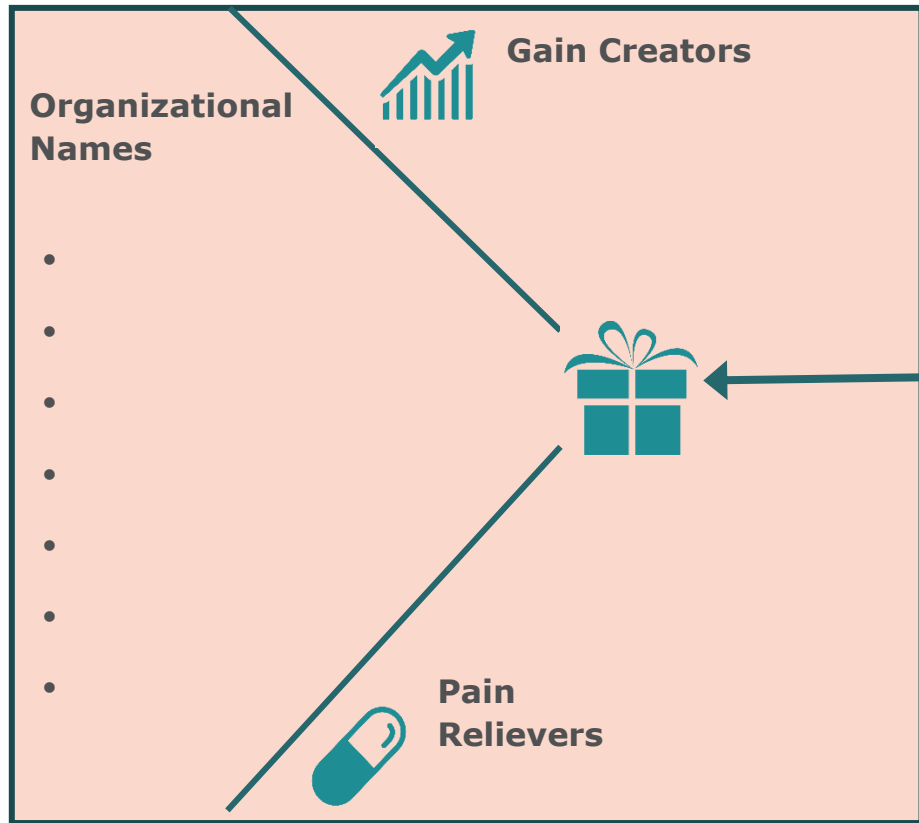 Gain Creators
Organizational
Names
•
•
•
•
•
•
•
Pain
Relievers